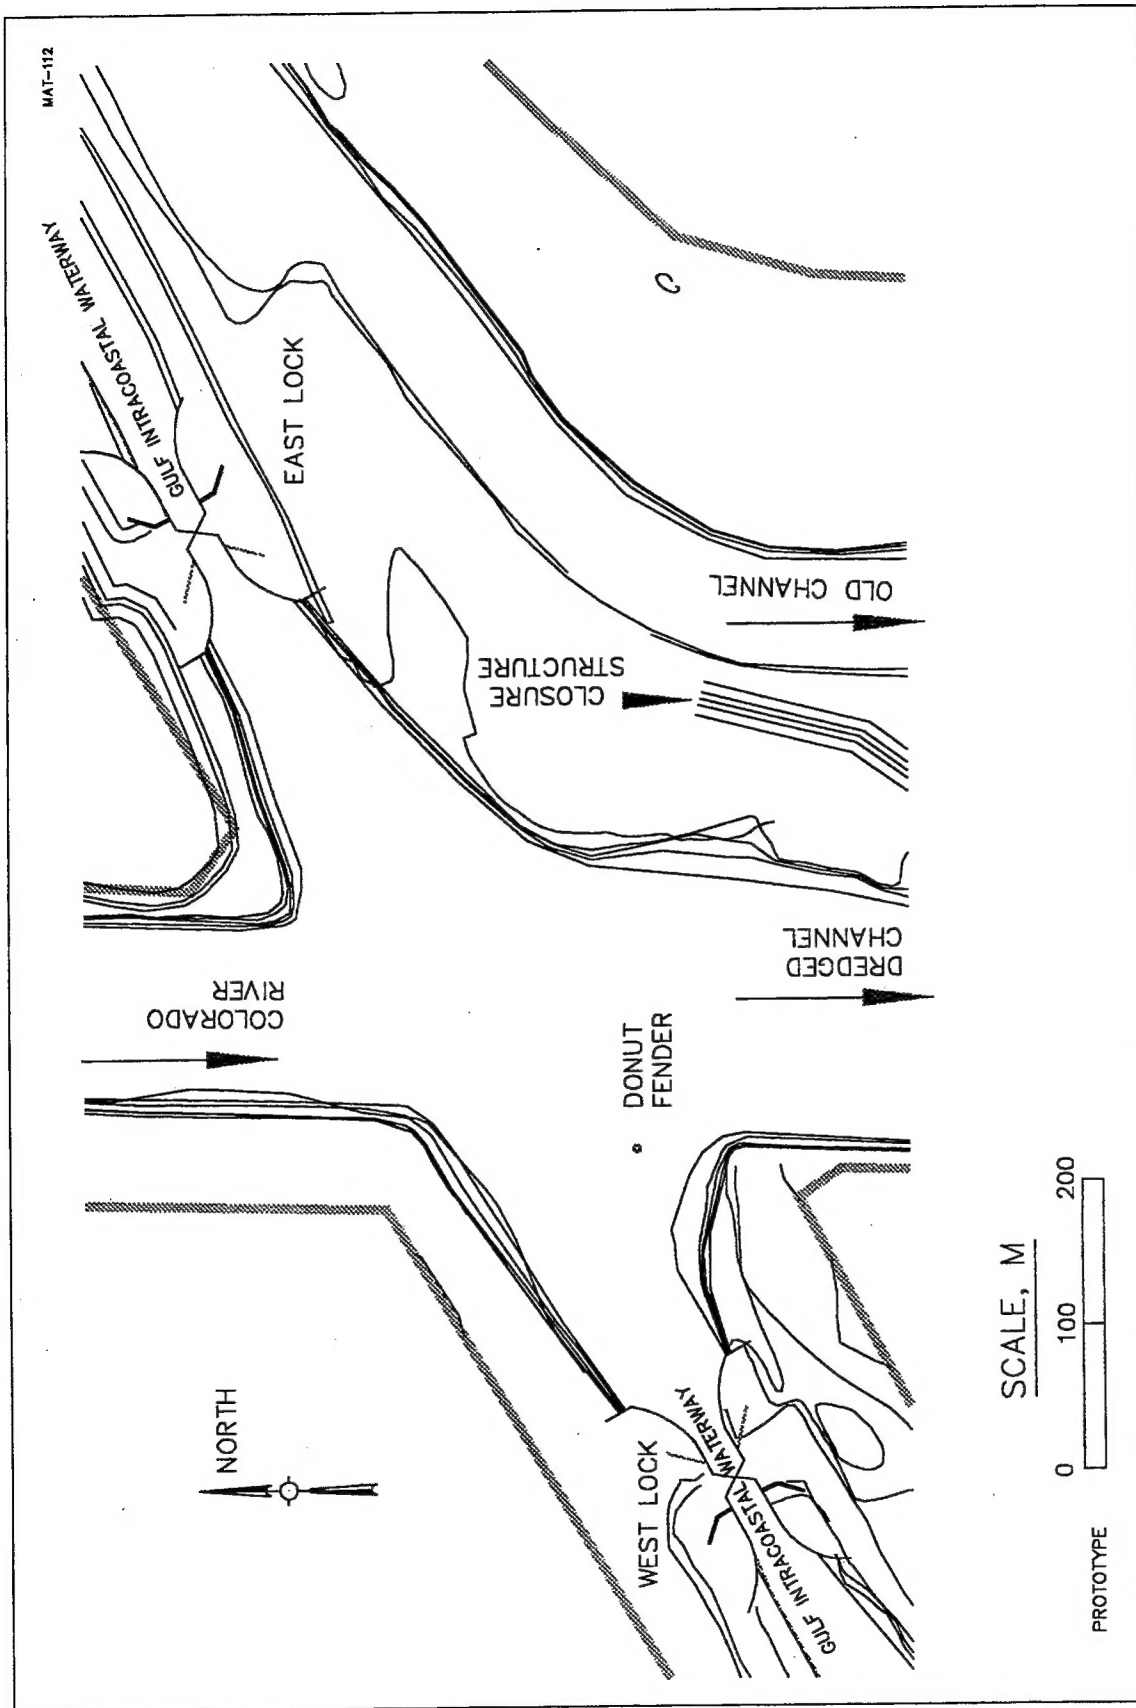 MAT-112
GULF INTRACOASTAL WATERWAY
EAST LOCK
COLORADO
RIVER
CLOSURE
STRUCTURE
OLD CHANNEL
DREDGED
CHANNEL
DONUT
FENDER
NORTH
WEST LOCK
GULF INTRACOASTAL WATERWAY
SCALE, M
0 100 200
PROTOTYPE